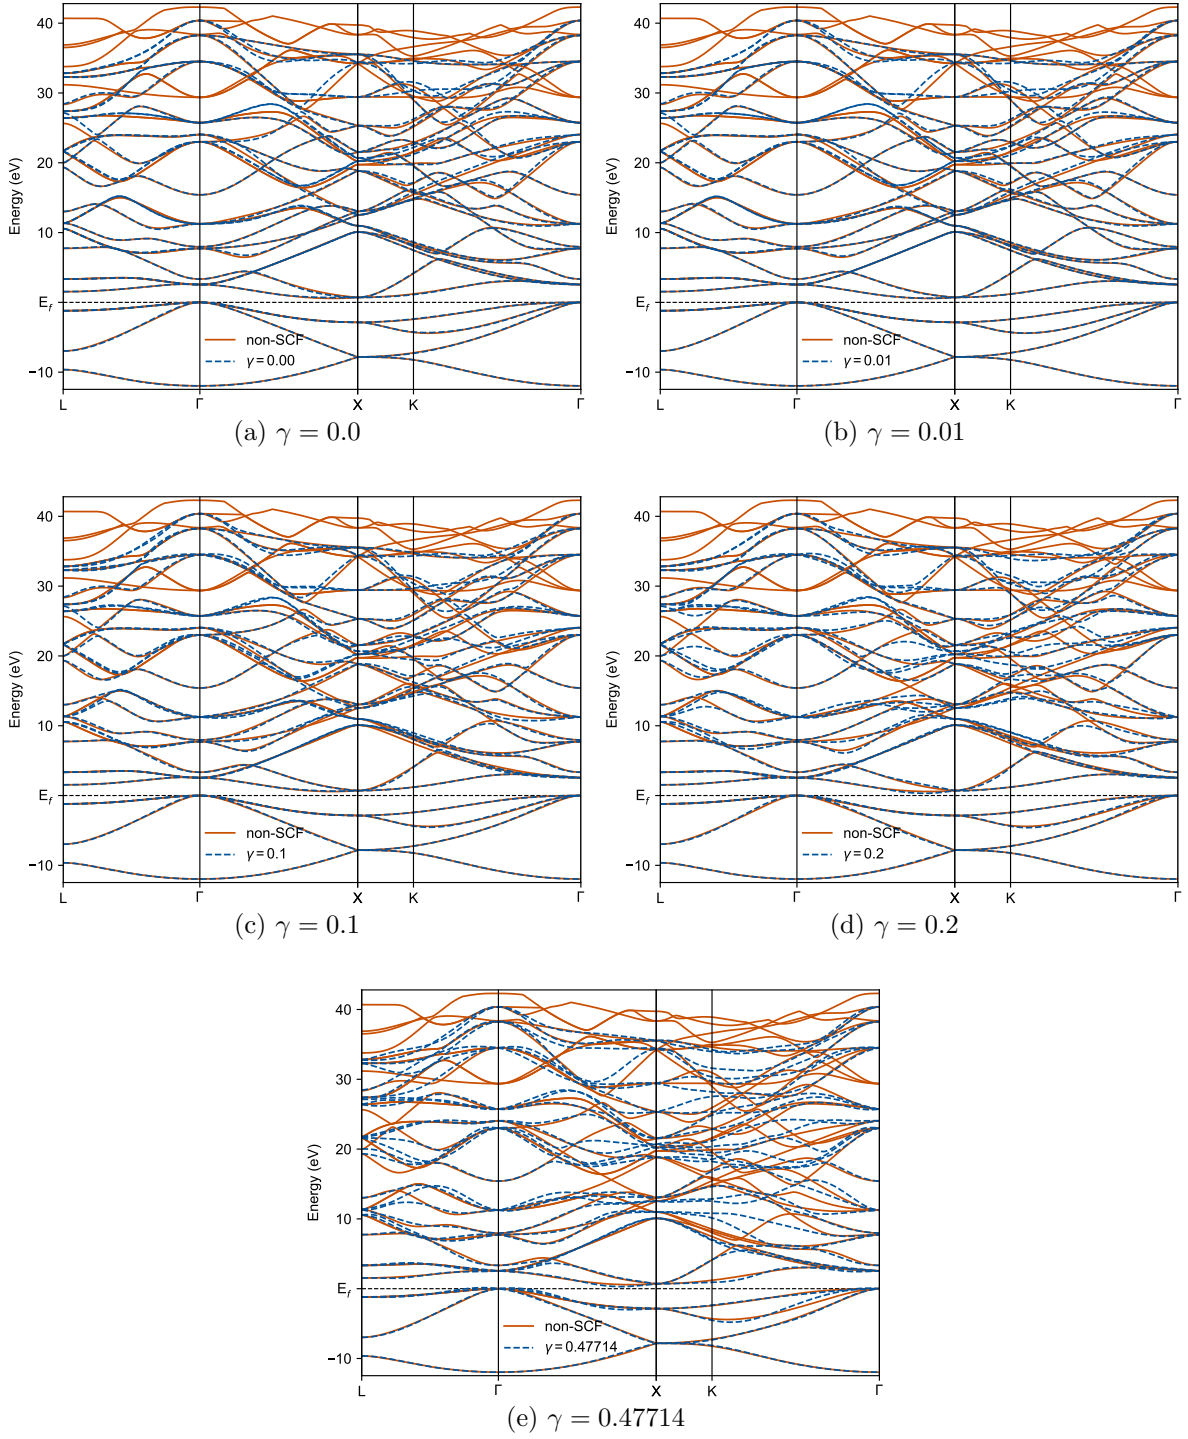 40
30
20
10
E_f
−10
Energy (eV)
non-SCF
γ = 0.00
L Γ X K Γ
(a) γ = 0.0
40
30
20
10
E_f
−10
Energy (eV)
non-SCF
γ = 0.01
L Γ X K Γ
(b) γ = 0.01
40
30
20
10
E_f
−10
Energy (eV)
non-SCF
γ = 0.1
L Γ X K Γ
(c) γ = 0.1
40
30
20
10
E_f
−10
Energy (eV)
non-SCF
γ = 0.2
L Γ X K Γ
(d) γ = 0.2
40
30
20
10
E_f
−10
Energy (eV)
non-SCF
γ = 0.47714
L Γ X K Γ
(e) γ = 0.47714